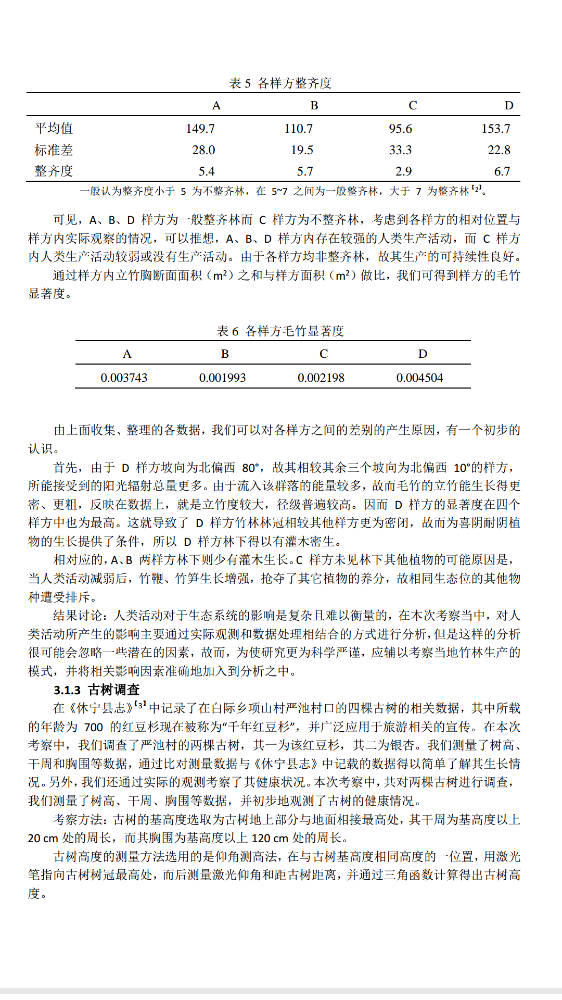 表 5 各样方整齐度
A B C D
平均值 149.7 110.7 95.6 153.7
标准差 28.0 19.5 33.3 22.8
整齐度 5.4 5.7 2.9 6.7
一般认为整齐度小于 5 为不整齐林，在 5~7 之间为一般整齐林，大于 7 为整齐林【2】。
可见，A、B、D 样方为一般整齐林而 C 样方为不整齐林，考虑到各样方的相对位置与
样方内实际观察的情况，可以推想，A、B、D 样方内存在较强的人类生产活动，而 C 样方
内人类生产活动较弱或没有生产活动。由于各样方均非整齐林，故其生产的可持续性良好。
通过样方内立竹胸断面面积（m²）之和与样方面积（m²）做比，我们可得到样方的毛竹
显著度。
表 6 各样方毛竹显著度
A B C D
0.003743 0.001993 0.002198 0.004504
由上面收集、整理的各数据，我们可以对各样方之间的差别的产生原因，有一个初步的
认识。
首先，由于 D 样方坡向为北偏西 80°，故其相较其余三个坡向为北偏西 10°的样方，
所能接受到的阳光辐射总量更多。由于流入该群落的能量较多，故而毛竹的立竹能生长得更
密、更粗，反映在数据上，就是立竹度较大，径级普遍较高。因而 D 样方的显著度在四个
样方中也为最高。这就导致了 D 样方竹林林冠相较其他样方更为密闭，故而为喜阴耐阴植
物的生长提供了条件，所以 D 样方林下得以有灌木密生。
相对应的，A、B 两样方林下则少有灌木生长。C 样方未见林下其他植物的可能原因是，
当人类活动减弱后，竹鞭、竹笋生长增强，抢夺了其它植物的养分，故相同生态位的其他物
种遭受排斥。
结果讨论：人类活动对于生态系统的影响是复杂且难以衡量的，在本次考察当中，对人
类活动所产生的影响主要通过实际观测和数据处理相结合的方式进行分析，但是这样的分析
很可能会忽略一些潜在的因素，故而，为使研究更为科学严谨，应辅以考察当地竹林生产的
模式，并将相关影响因素准确地加入到分析之中。
3.1.3 古树调查
在《休宁县志》【3】中记录了在白际乡项山村严池村口的四棵古树的相关数据，其中所载
的年龄为 700 的红豆杉现在被称为“千年红豆杉”，并广泛应用于旅游相关的宣传。在本次
考察中，我们调查了严池村的两棵古树，其一为该红豆杉，其二为银杏。我们测量了树高、
干周和胸围等数据，通过比对测量数据与《休宁县志》中记载的数据得以简单了解其生长情
况。另外，我们还通过实际的观测考察了其健康状况。本次考察中，共对两棵古树进行调查，
我们测量了树高、干周、胸围等数据，并初步地观测了古树的健康情况。
考察方法：古树的基高度选取为古树地上部分与地面相接最高处，其干周为基高度以上
20 cm 处的周长，而其胸围为基高度以上 120 cm 处的周长。
古树高度的测量方法选用的是仰角测高法，在与古树基高度相同高度的一位置，用激光
笔指向古树树冠最高处，而后测量激光仰角和距古树距离，并通过三角函数计算得出古树高
度。